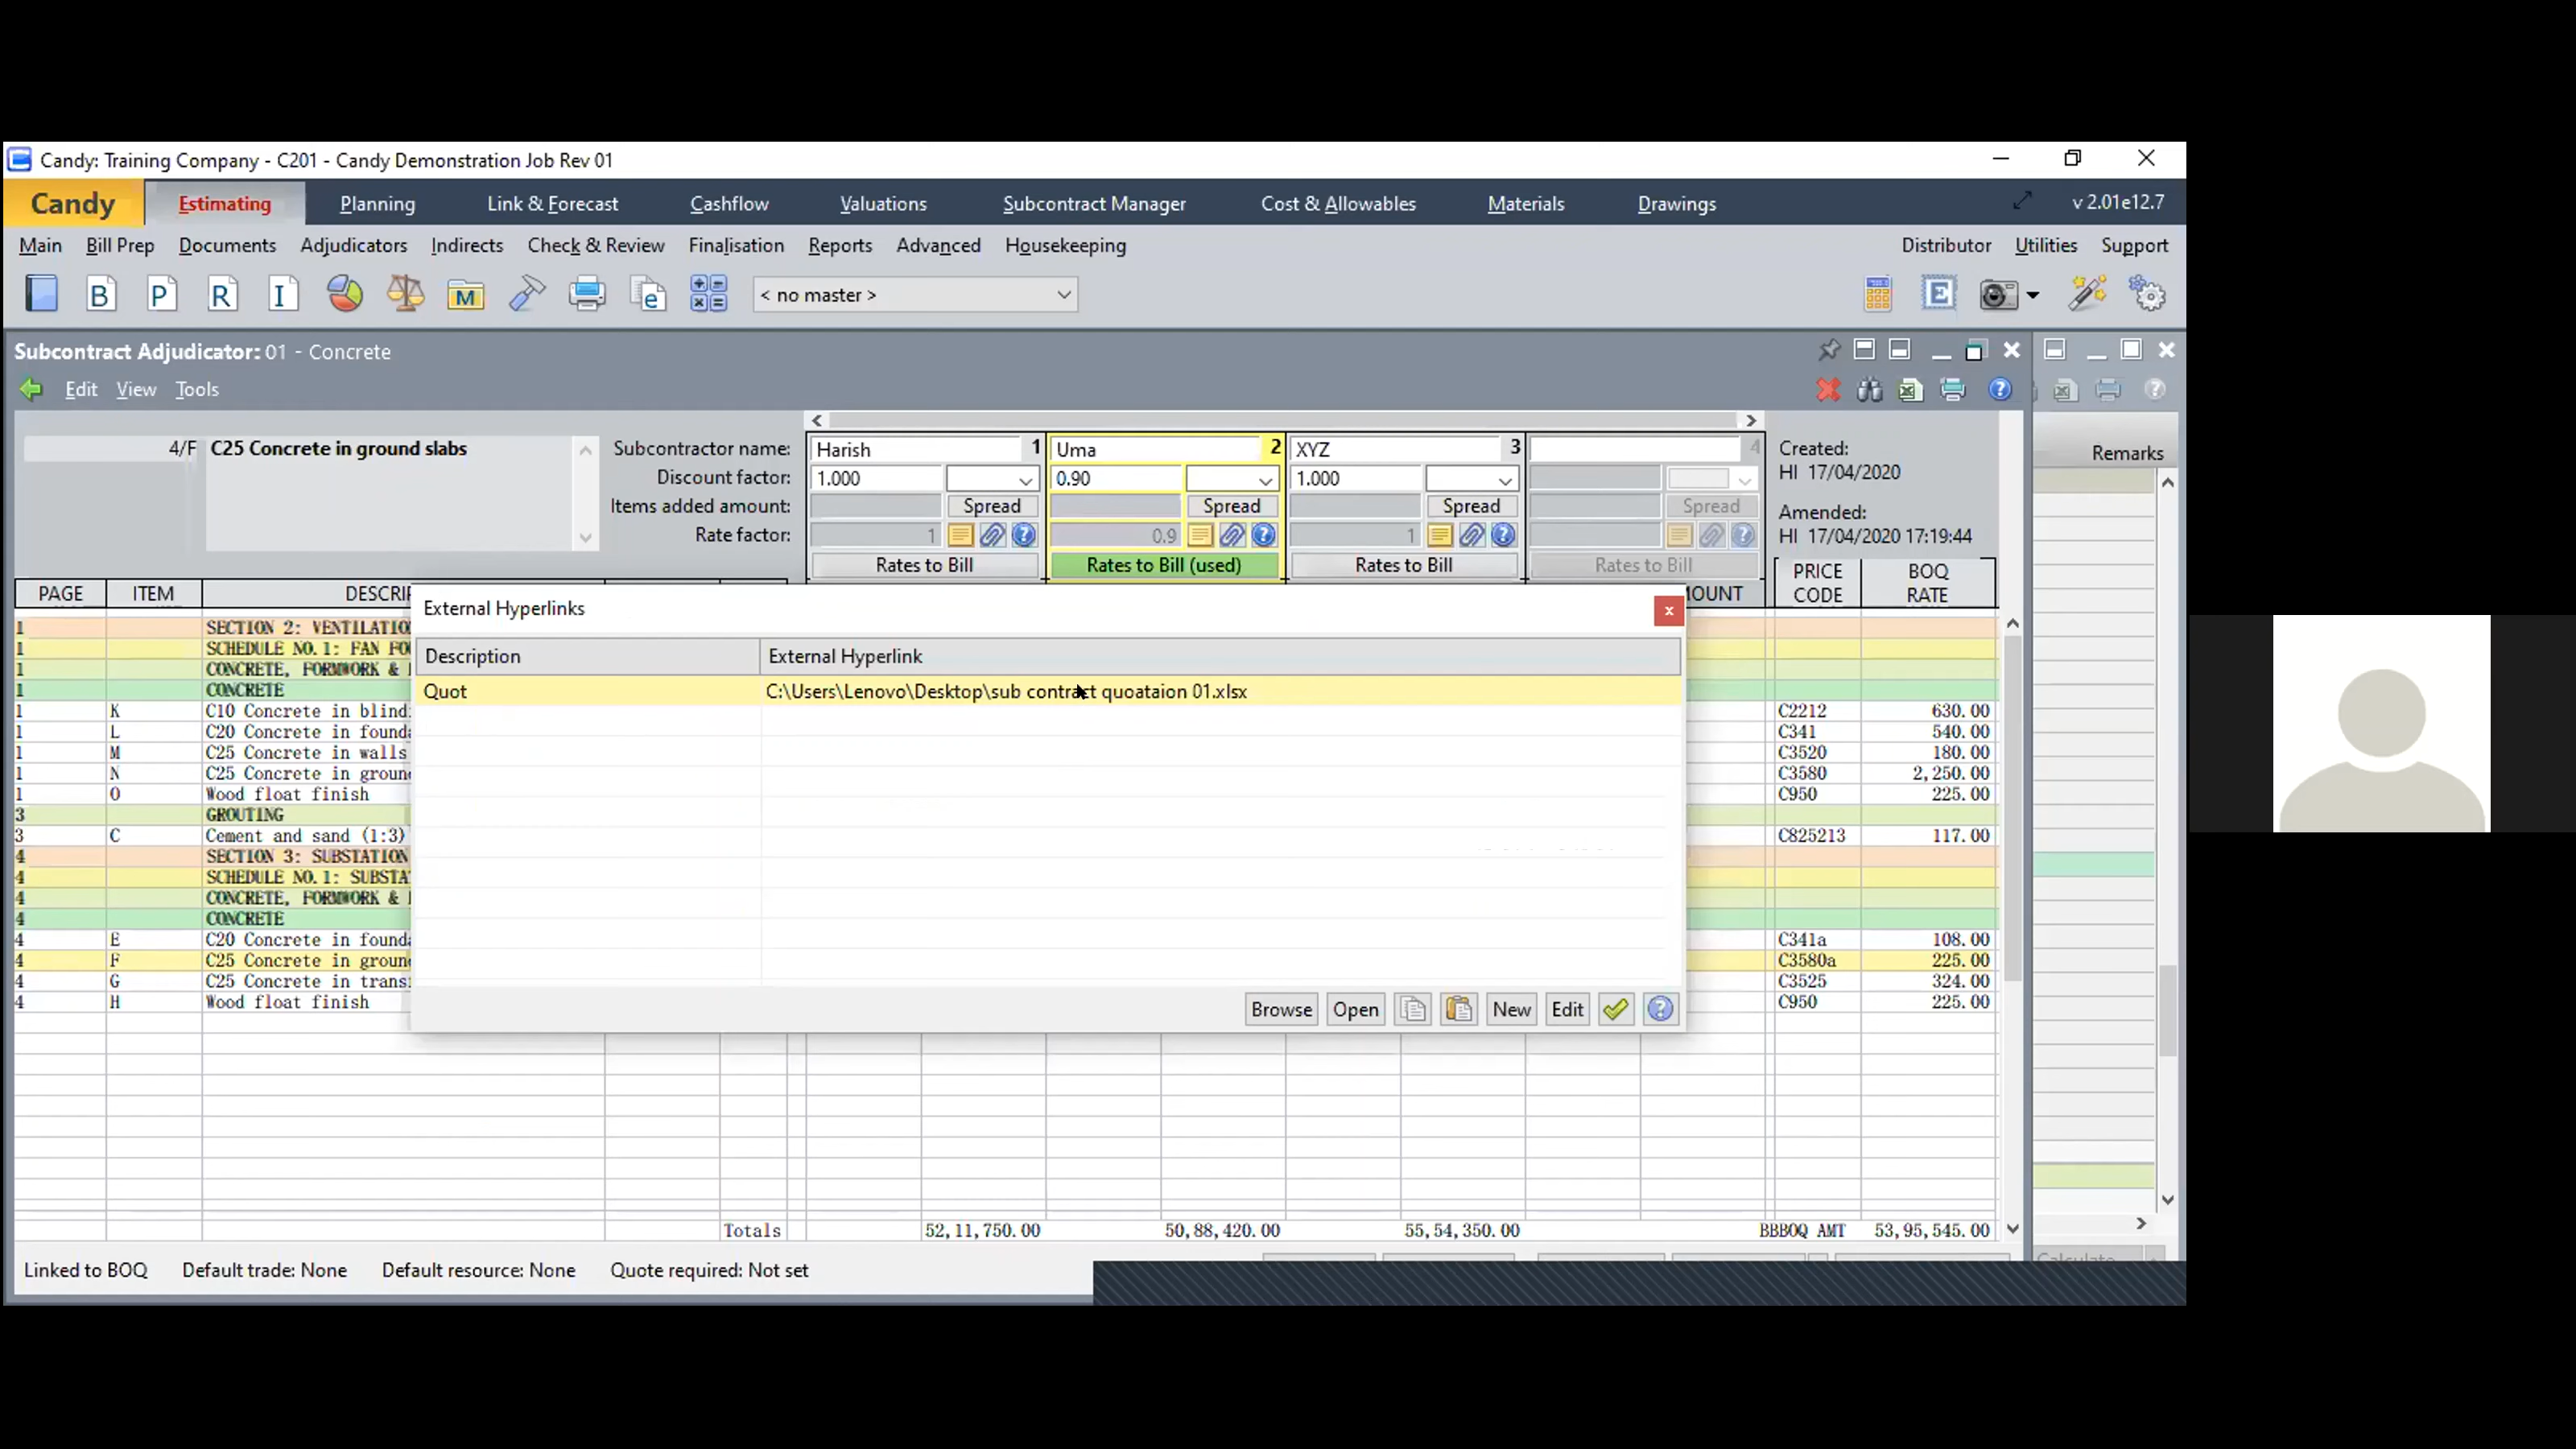 Candy: Training Company - C201 - Candy Demonstration Job Rev 01
Candy Estimating Planning Link & Forecast Cashflow Valuations Subcontract Manager Cost & Allowables Materials Drawings v 2.01e12.7
Main Bill Prep Documents Adjudicators Indirects Check & Review Finalisation Reports Advanced Housekeeping Distributor Utilities Support
B P R I M e < no master > E
Subcontract Adjudicator: 01 - Concrete
Edit View Tools
4/F C25 Concrete in ground slabs
Subcontractor name: Harish 1 Uma 2 XYZ 3 4
Discount factor: 1.000 0.90 1.000
Items added amount: Spread Spread Spread Spread
Rate factor: 1 0.9 1
Rates to Bill Rates to Bill (used) Rates to Bill Rates to Bill
Created:
HI 17/04/2020
Amended:
HI 17/04/2020 17:19:44
Remarks
PAGE ITEM DESCRI MOUNT PRICE CODE BOQ RATE
External Hyperlinks
Description External Hyperlink
Quot C:\Users\Lenovo\Desktop\sub contract quoataion 01.xlsx
Browse Open New Edit
1 SECTION 2: VENTILATIO
1 SCHEDULE NO.1: FAN FO
1 CONCRETE, FORMWORK &
1 CONCRETE
1 K C10 Concrete in blindi C2212 630.00
1 L C20 Concrete in founda C341 540.00
1 M C25 Concrete in walls C3520 180.00
1 N C25 Concrete in groun C3580 2,250.00
1 O Wood float finish C950 225.00
3 GROUTING
3 C Cement and sand (1:3) C825213 117.00
4 SECTION 3: SUBSTATION
4 SCHEDULE NO.1: SUBSTA
4 CONCRETE, FORMWORK &
4 CONCRETE
4 E C20 Concrete in founda C341a 108.00
4 F C25 Concrete in groun C3580a 225.00
4 G C25 Concrete in trans C3525 324.00
4 H Wood float finish C950 225.00
Totals 52,11,750.00 50,88,420.00 55,54,350.00 BBBOQ AMT 53,95,545.00
Linked to BOQ Default trade: None Default resource: None Quote required: Not set
Calculate